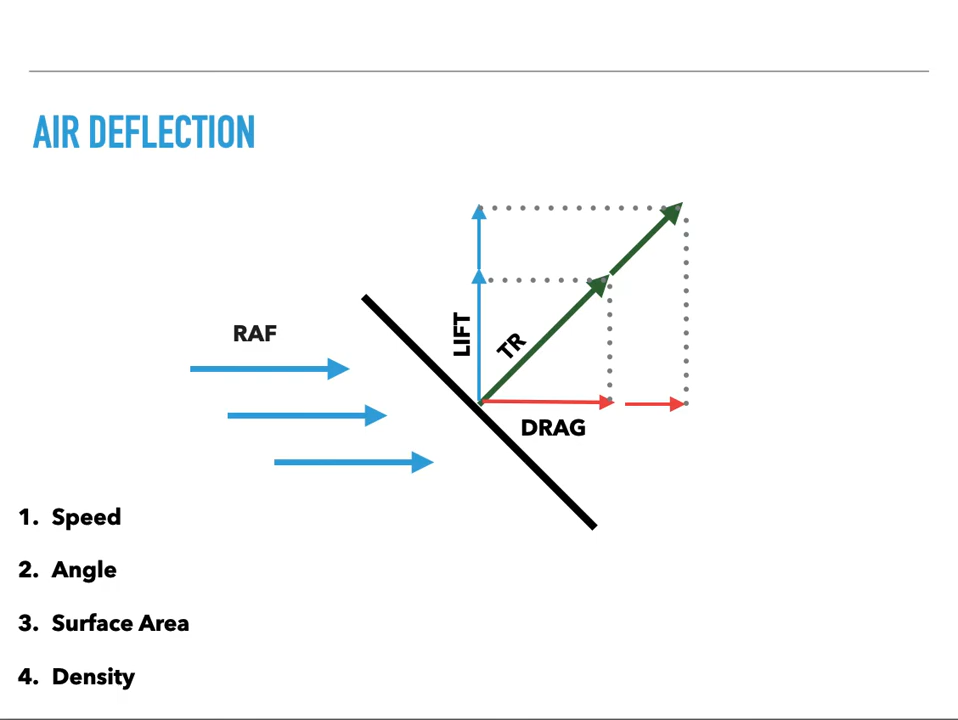 AIR DEFLECTION
RAF
LIFT
TR
DRAG
1. Speed
2. Angle
3. Surface Area
4. Density